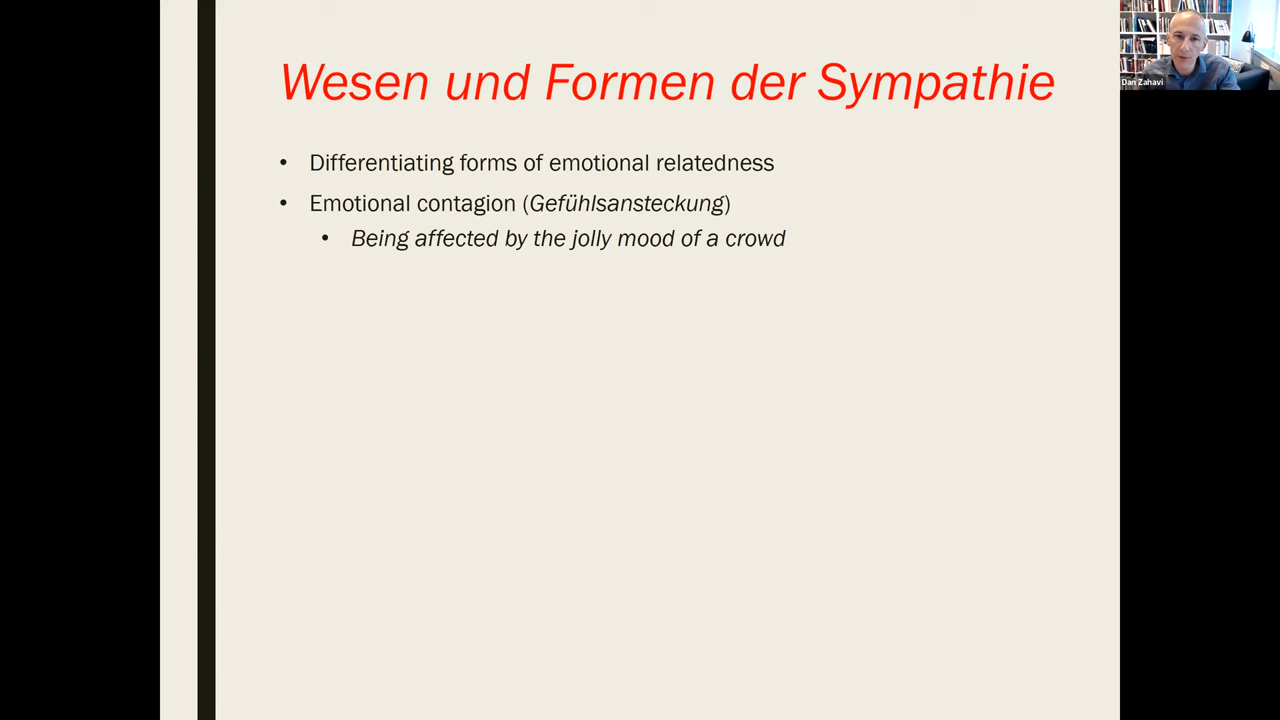 Wesen und Formen der Sympathie
• Differentiating forms of emotional relatedness
• Emotional contagion (Gefühlsansteckung)
• Being affected by the jolly mood of a crowd
Dan Zahavi